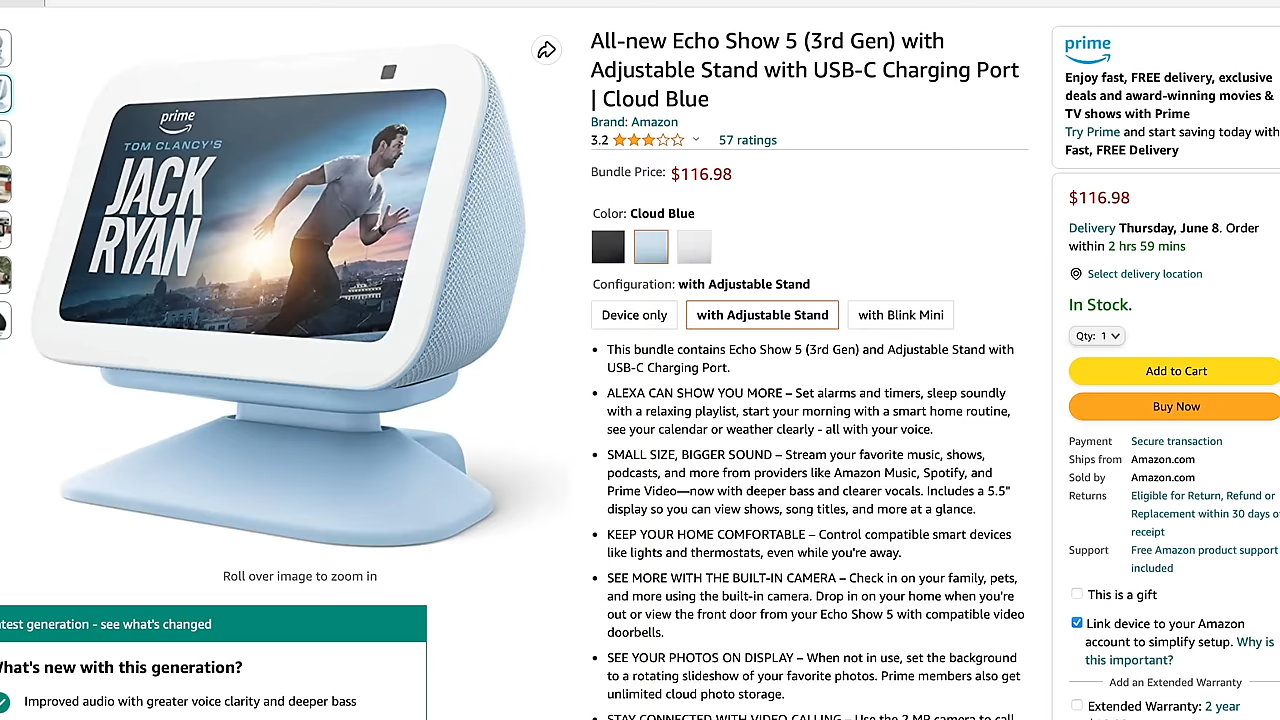 prime
TOM CLANCY'S
JACK
RYAN
Roll over image to zoom in
atest generation - see what's changed
What's new with this generation?
Improved audio with greater voice clarity and deeper bass
All-new Echo Show 5 (3rd Gen) with
Adjustable Stand with USB-C Charging Port
| Cloud Blue
Brand: Amazon
3.2 57 ratings
Bundle Price: $116.98
Color: Cloud Blue
Configuration: with Adjustable Stand
Device only with Adjustable Stand with Blink Mini
• This bundle contains Echo Show 5 (3rd Gen) and Adjustable Stand with
USB-C Charging Port.
• ALEXA CAN SHOW YOU MORE – Set alarms and timers, sleep soundly
with a relaxing playlist, start your morning with a smart home routine,
see your calendar or weather clearly - all with your voice.
• SMALL SIZE, BIGGER SOUND – Stream your favorite music, shows,
podcasts, and more from providers like Amazon Music, Spotify, and
Prime Video—now with deeper bass and clearer vocals. Includes a 5.5"
display so you can view shows, song titles, and more at a glance.
• KEEP YOUR HOME COMFORTABLE – Control compatible smart devices
like lights and thermostats, even while you're away.
• SEE MORE WITH THE BUILT-IN CAMERA – Check in on your family, pets,
and more using the built-in camera. Drop in on your home when you're
out or view the front door from your Echo Show 5 with compatible video
doorbells.
• SEE YOUR PHOTOS ON DISPLAY – When not in use, set the background
to a rotating slideshow of your favorite photos. Prime members also get
unlimited cloud photo storage.
• STAY CONNECTED WITH VIDEO CALLING – Use the 2 MP camera to call
prime
Enjoy fast, FREE delivery, exclusive
deals and award-winning movies &
TV shows with Prime
Try Prime and start saving today with
Fast, FREE Delivery
$116.98
Delivery Thursday, June 8. Order
within 2 hrs 59 mins
Select delivery location
In Stock.
Qty: 1
Add to Cart
Buy Now
Payment Secure transaction
Ships from Amazon.com
Sold by Amazon.com
Returns Eligible for Return, Refund or
Replacement within 30 days of
receipt
Support Free Amazon product support
included
This is a gift
Link device to your Amazon
account to simplify setup. Why is
this important?
Add an Extended Warranty
Extended Warranty: 2 year